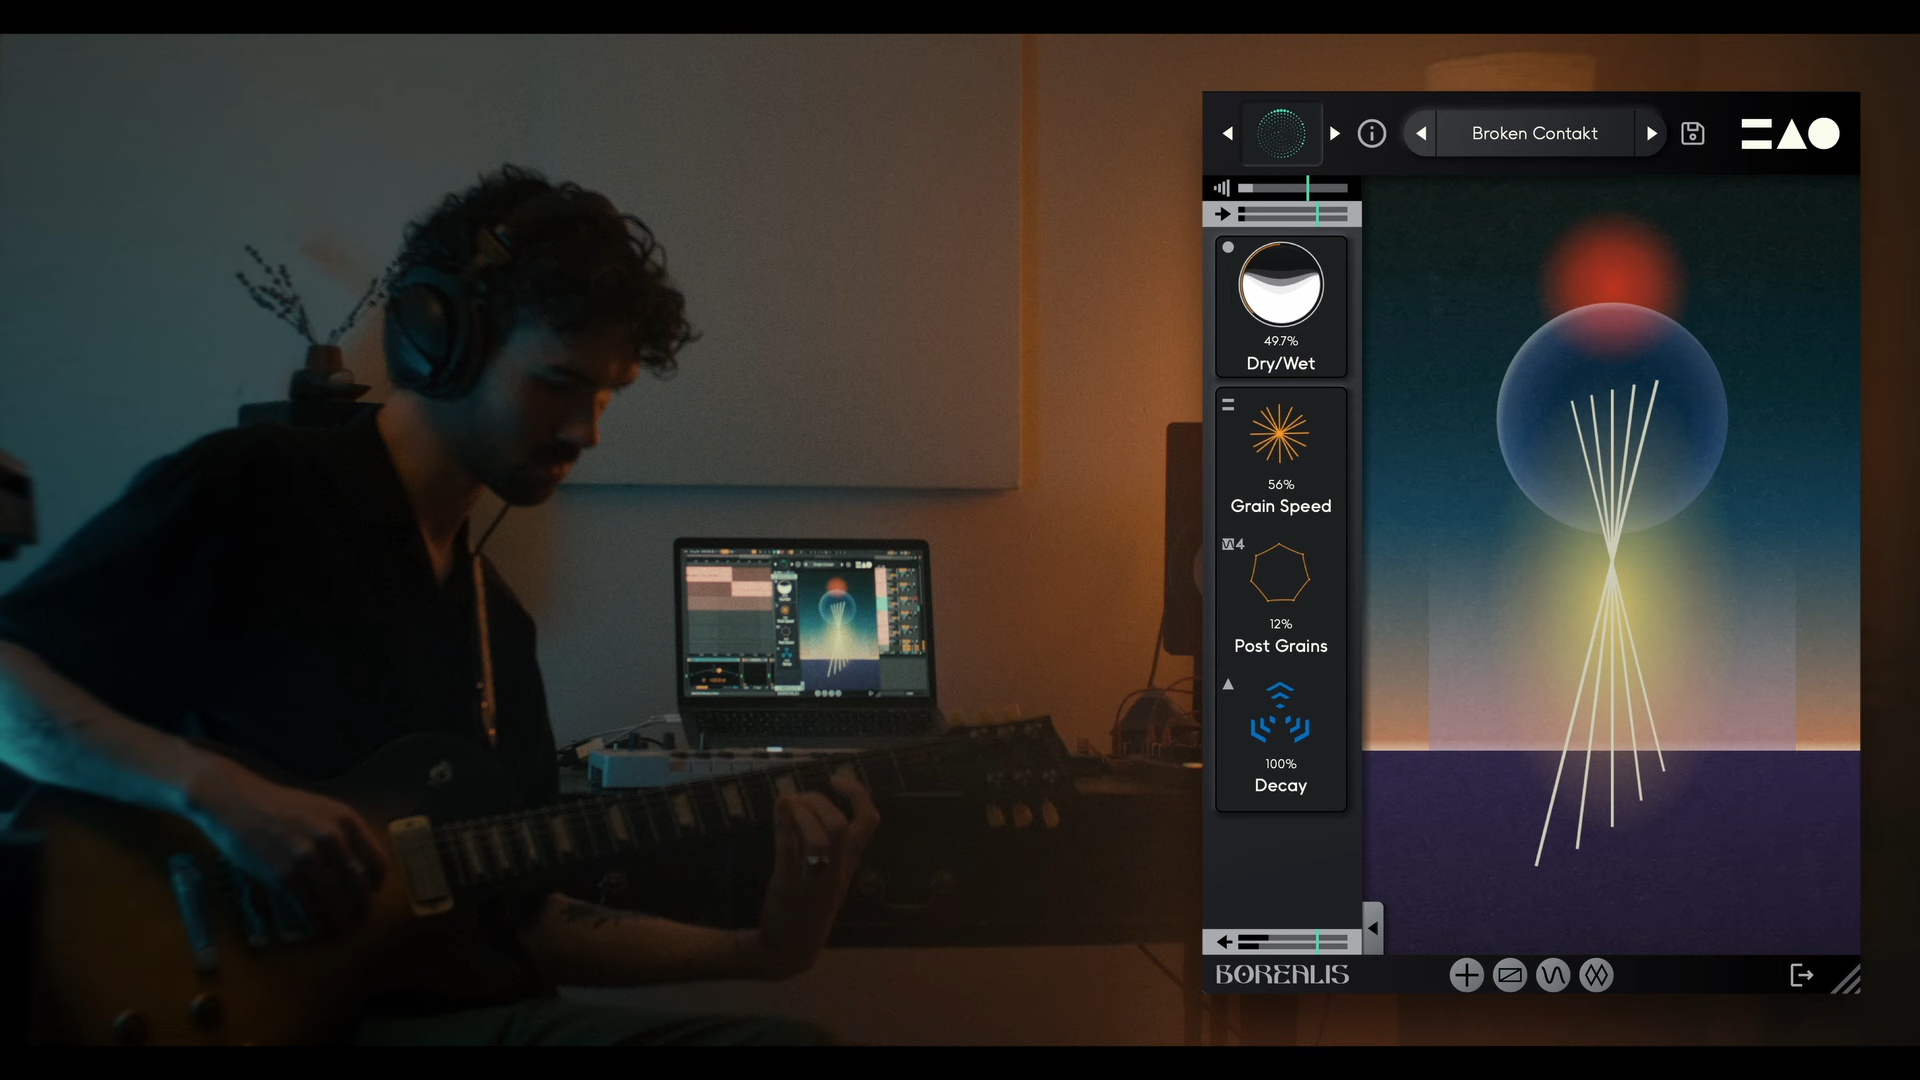 Broken Contakt
49.7%
Dry/Wet
56%
Grain Speed
4
12%
Post Grains
100%
Decay
BOREALIS